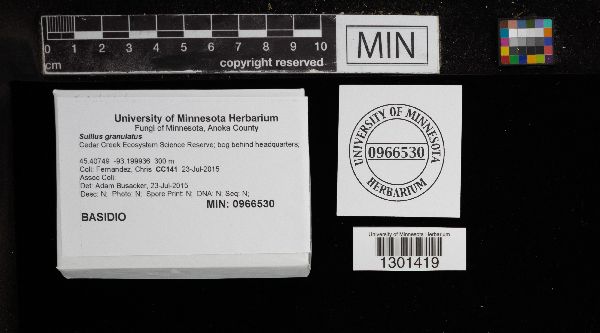 0 1 2 3 4 5 6 7 8 9 10
cm
copyright reserved
MIN
University of Minnesota Herbarium
Fungi of Minnesota, Anoka County
Suillus granulatus
Cedar Creek Ecosystem Science Reserve; bog behind headquarters;
45.40749 -93.199936 300 m
Coll: Fernandez, Chris CC141 23-Jul-2015
Assoc Coll:
Det: Adam Busacker, 23-Jul-2015
Desc: N; Photo: N; Spore Print: N; DNA: N; Seq: N;
MIN: 0966530
BASIDIO
UNIVERSITY OF MINNESOTA
0966530
HERBARIUM
University of Minnesota Herbarium
1301419